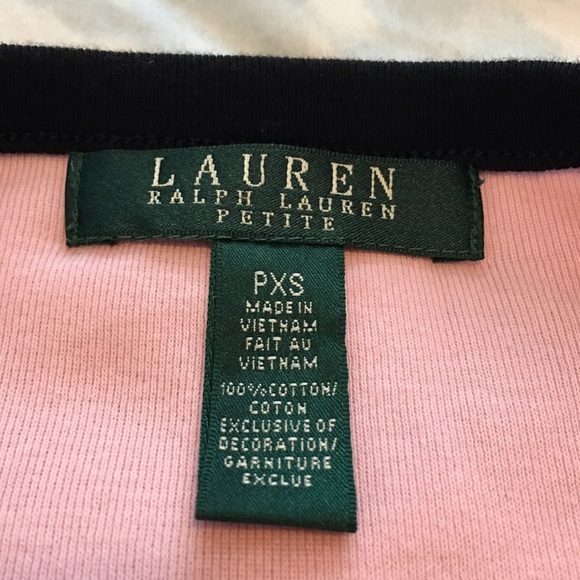 LAUREN
RALPH LAUREN
PETITE
PXS
MADE IN
VIETNAM
FAIT AU
VIETNAM
100%COTTON/
COTON
EXCLUSIVE OF
DECORATION/
GARNITURE
EXCLUE